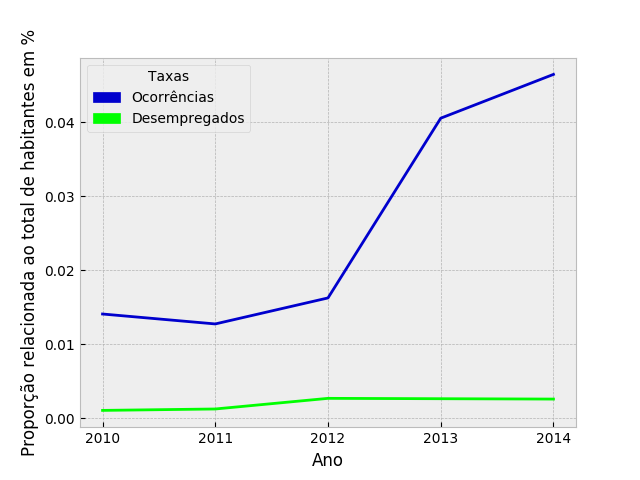 Proporção relacionada ao total de habitantes em %
Taxas
Ocorrências
Desempregados
0.04
0.03
0.02
0.01
0.00
2010
2011
2012
2013
2014
Ano